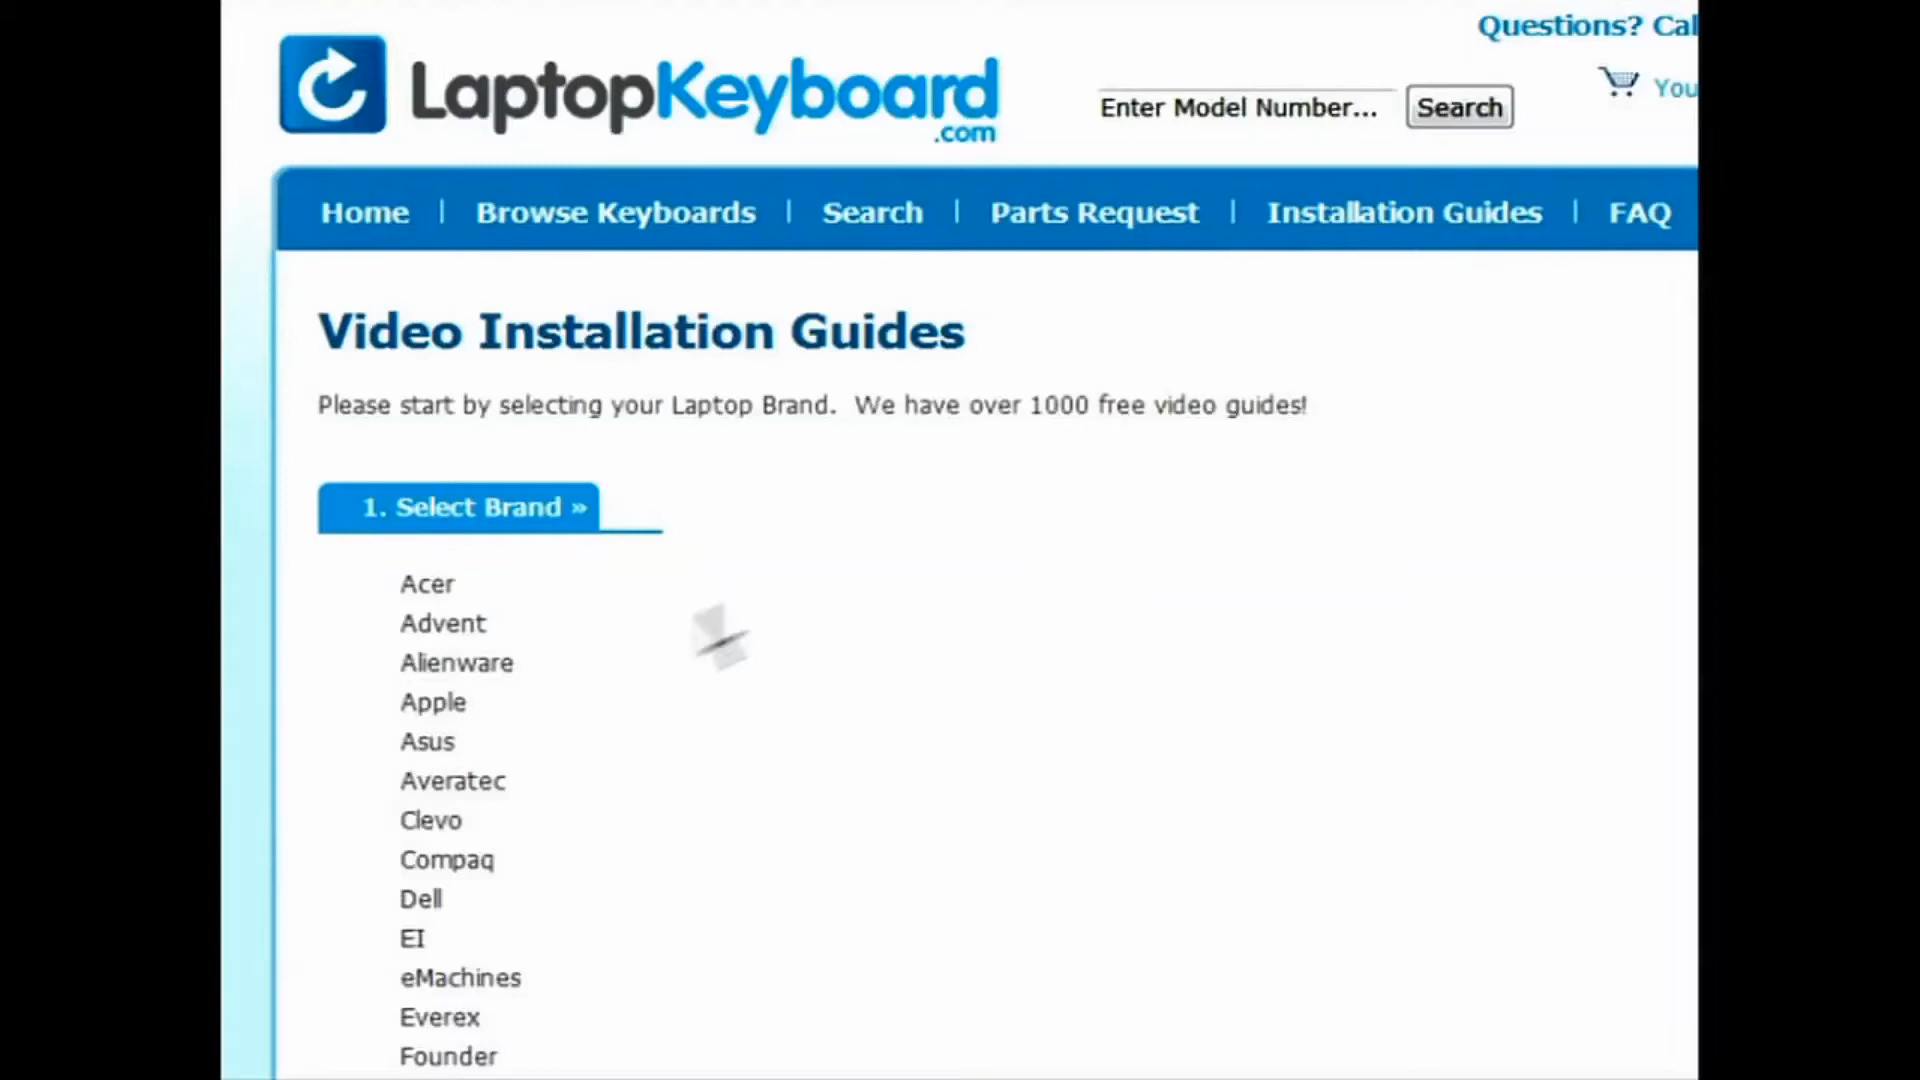 Questions? Cal
LaptopKeyboard
.com
Enter Model Number...
Search
You
Home | Browse Keyboards | Search | Parts Request | Installation Guides | FAQ
Video Installation Guides
Please start by selecting your Laptop Brand. We have over 1000 free video guides!
1. Select Brand »
Acer
Advent
Alienware
Apple
Asus
Averatec
Clevo
Compaq
Dell
EI
eMachines
Everex
Founder